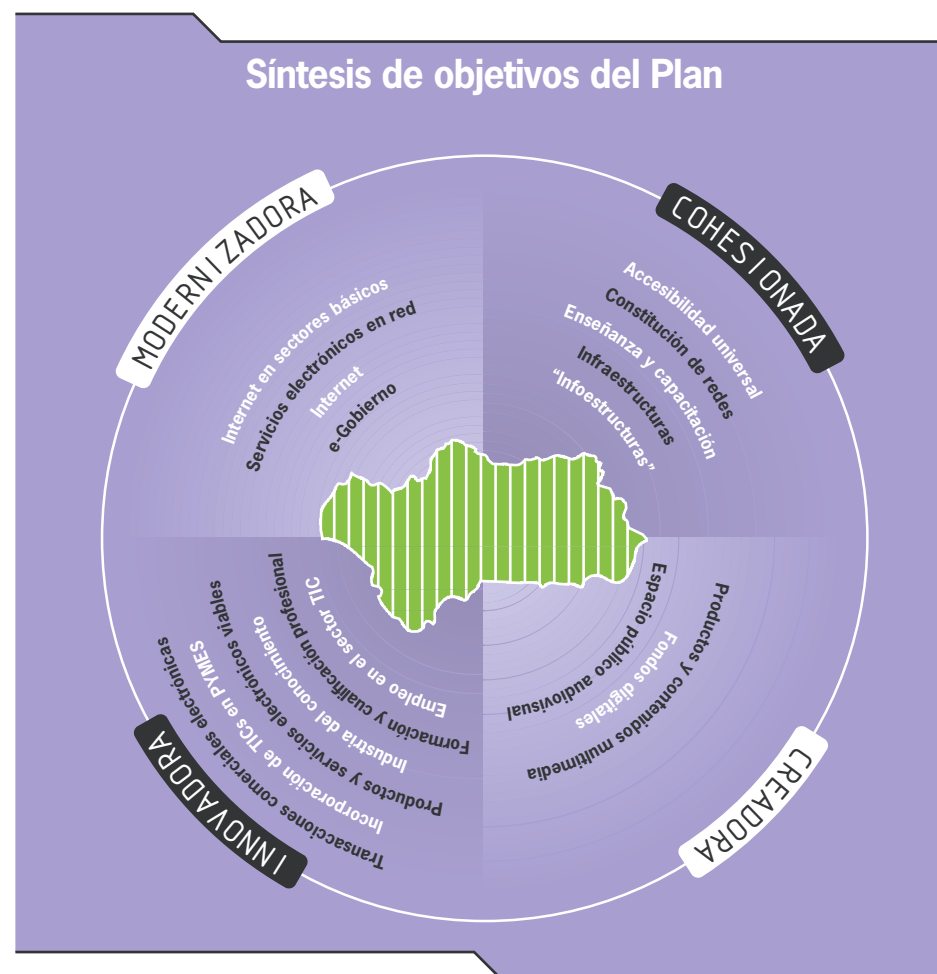 Síntesis de objetivos del Plan
MODERNIZADORA
Internet en sectores básicos
Servicios electrónicos en red
Internet
e-Gobierno
COHESIONADA
Accesibilidad universal
Constitución de redes
Enseñanza y capacitación
Infraestructuras
“Infoestructuras”
Empleo en el sector TIC
Formación y cualificación profesional
Industria del conocimiento
Productos y servicios electrónicos viables
Incorporación de TICs en PYMES
Transacciones comerciales electrónicas
INNOVADORA
Espacio público audiovisual
Fondos digitales
Productos y contenidos multimedia
CREADORA